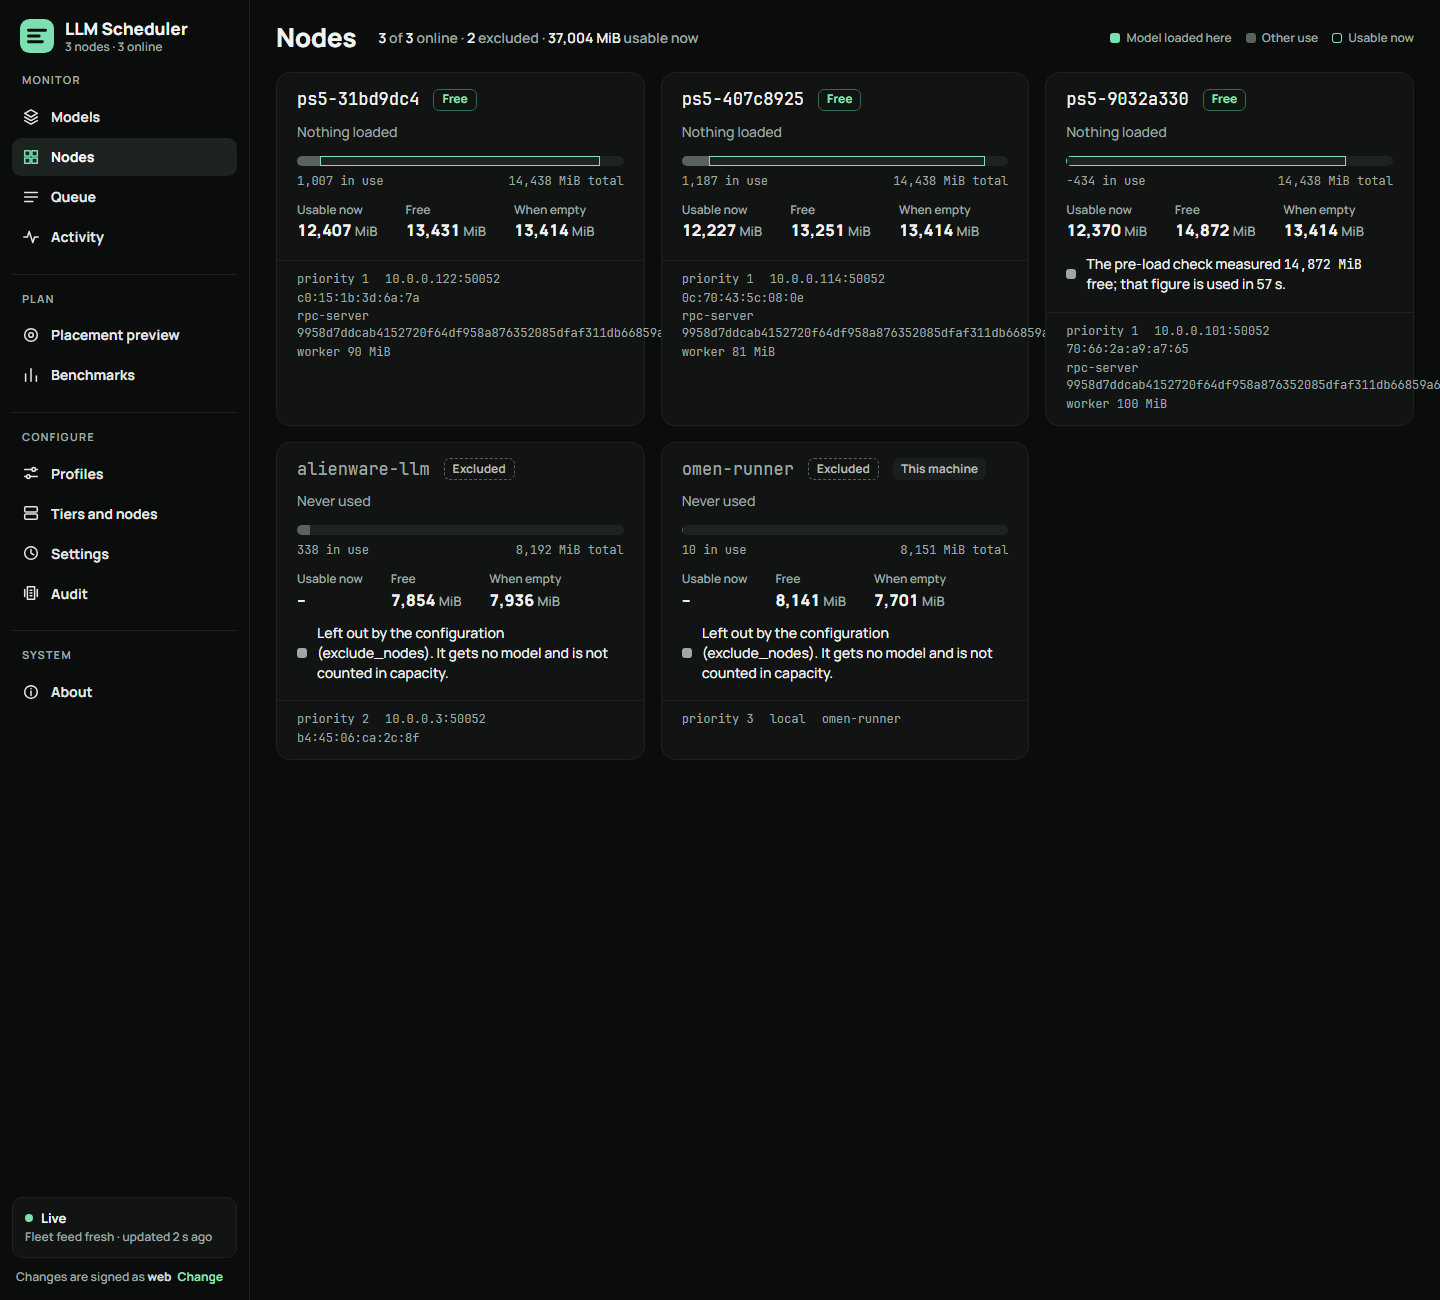 LLM Scheduler
3 nodes · 3 online
MONITOR
Models
Nodes
Queue
Activity
PLAN
Placement preview
Benchmarks
CONFIGURE
Profiles
Tiers and nodes
Settings
Audit
SYSTEM
About
Live
Fleet feed fresh · updated 2 s ago
Changes are signed as web Change
Nodes 3 of 3 online · 2 excluded · 37,004 MiB usable now
Model loaded here Other use Usable now
ps5-31bd9dc4 Free
Nothing loaded
1,007 in use 14,438 MiB total
Usable now Free When empty
12,407 MiB 13,431 MiB 13,414 MiB
priority 1 10.0.0.122:50052
c0:15:1b:3d:6a:7a
rpc-server
9958d7ddcab4152720f64df958a876352085dfaf311db66859a
worker 90 MiB
ps5-407c8925 Free
Nothing loaded
1,187 in use 14,438 MiB total
Usable now Free When empty
12,227 MiB 13,251 MiB 13,414 MiB
priority 1 10.0.0.114:50052
0c:70:43:5c:08:0e
rpc-server
9958d7ddcab4152720f64df958a876352085dfaf311db66859a
worker 81 MiB
ps5-9032a330 Free
Nothing loaded
-434 in use 14,438 MiB total
Usable now Free When empty
12,370 MiB 14,872 MiB 13,414 MiB
The pre-load check measured 14,872 MiB
free; that figure is used in 57 s.
priority 1 10.0.0.101:50052
70:66:2a:a9:a7:65
rpc-server
9958d7ddcab4152720f64df958a876352085dfaf311db66859a6
worker 100 MiB
alienware-llm Excluded
Never used
338 in use 8,192 MiB total
Usable now Free When empty
– 7,854 MiB 7,936 MiB
Left out by the configuration
(exclude_nodes). It gets no model and is not
counted in capacity.
priority 2 10.0.0.3:50052
b4:45:06:ca:2c:8f
omen-runner Excluded This machine
Never used
10 in use 8,151 MiB total
Usable now Free When empty
– 8,141 MiB 7,701 MiB
Left out by the configuration
(exclude_nodes). It gets no model and is not
counted in capacity.
priority 3 local omen-runner